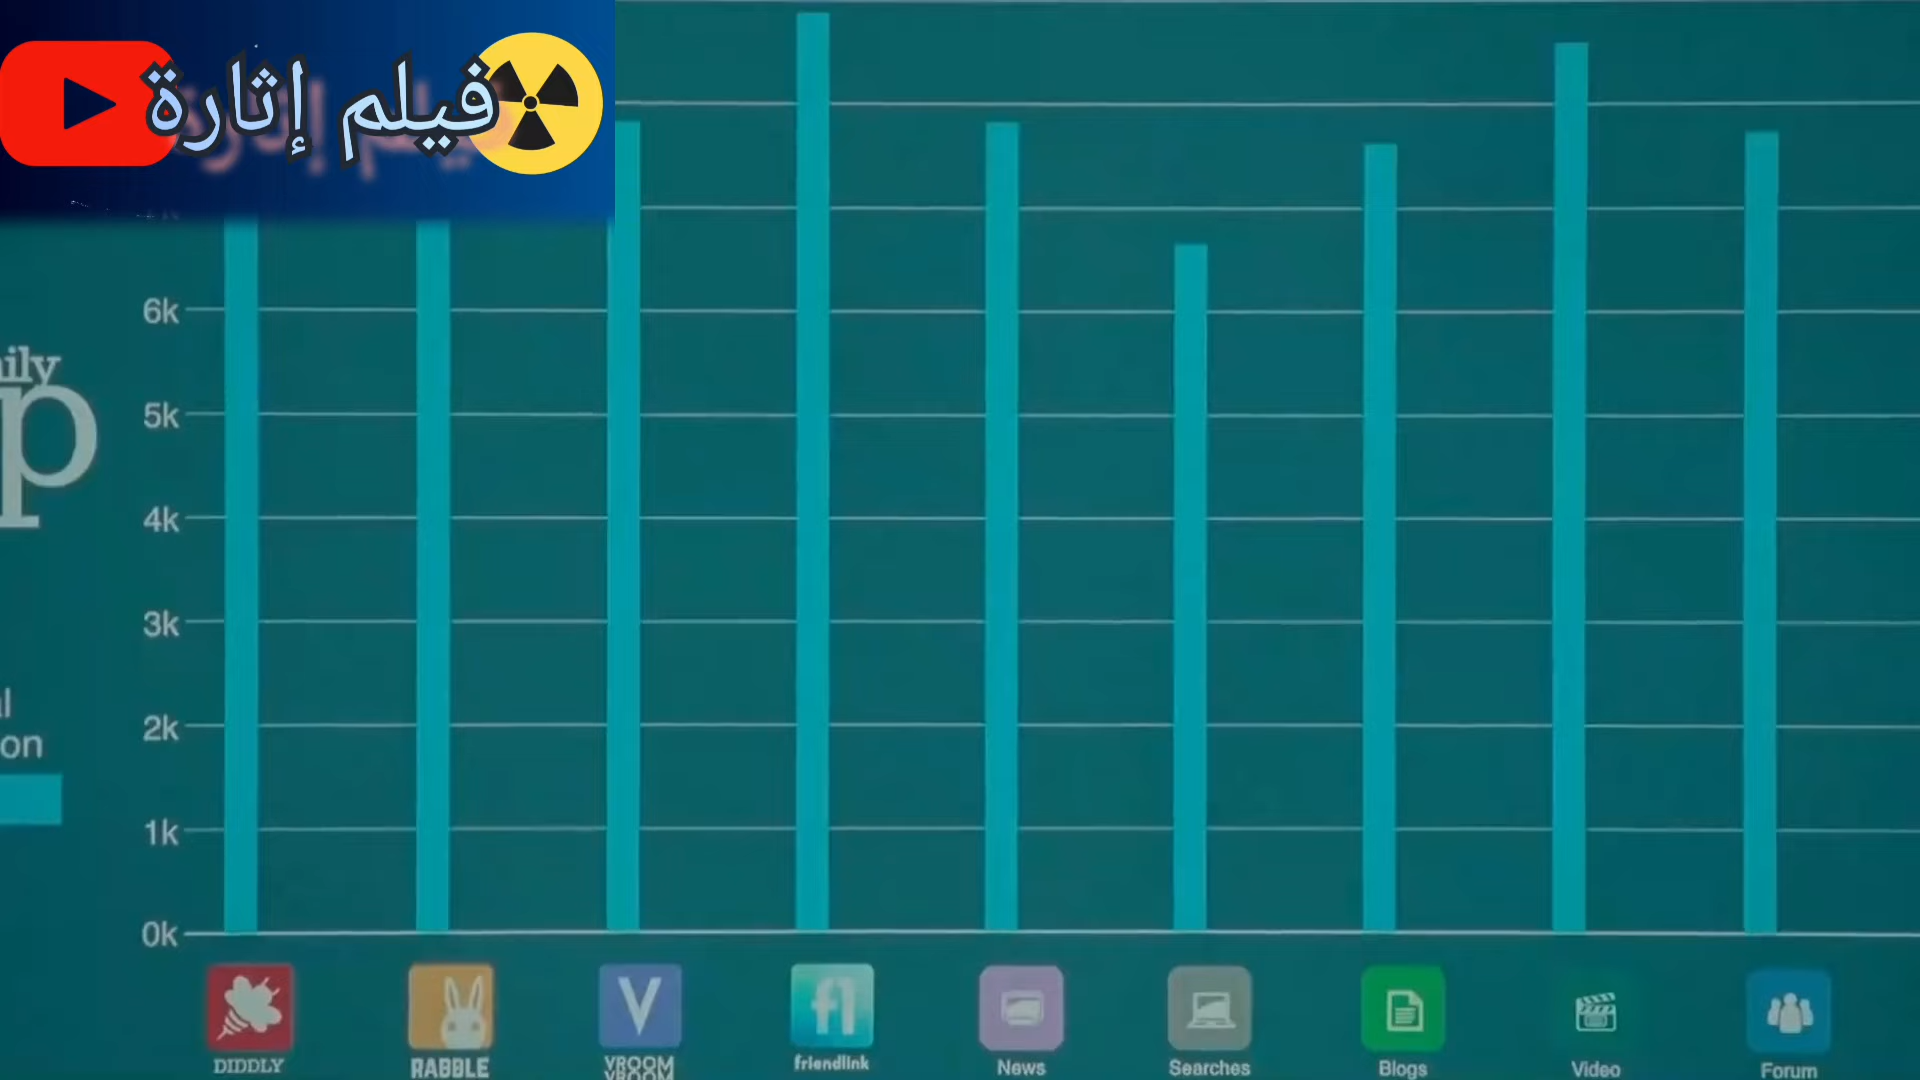 فيلم إثارة
6k
5k
4k
3k
2k
1k
0k
DIDDLY
RABBLE
VROOM
VROOM
friendlink
News
Searches
Blogs
Video
Forum